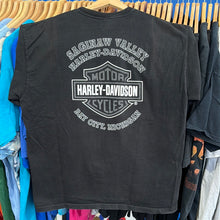 SAGINAW VALLEY
HARLEY-DAVIDSON
MOTOR
HARLEY-DAVIDSON
CYCLES
BAY CITY, MICHIGAN